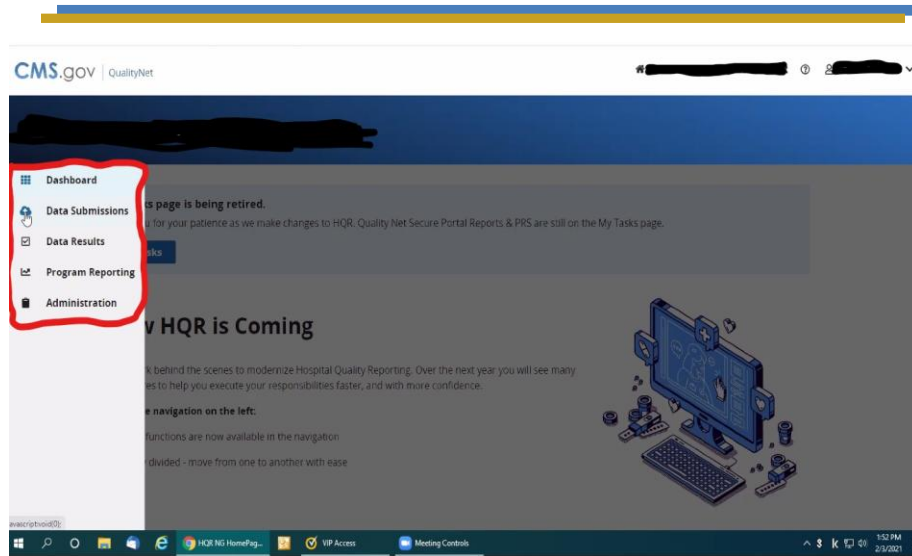 CMS.gov | QualityNet
Dashboard
Data Submissions
Data Results
Program Reporting
Administration
ks page is being retired.
u for your patience as we make changes to HQR. Quality Net Secure Portal Reports & PRS are still on the My Tasks page.
sks
w HQR is Coming
k behind the scenes to modernize Hospital Quality Reporting. Over the next year you will see many
es to help you execute your responsibilities faster, and with more confidence.
e navigation on the left:
functions are now available in the navigation
divided - move from one to another with ease
avascript:void(0);
HQR NG HomePag...
VIP Access
Meeting Controls
1:52 PM
2/3/2021